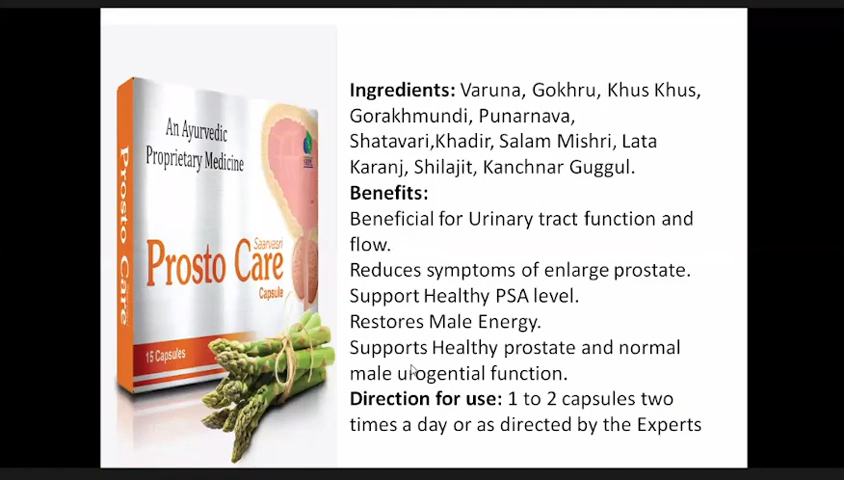 An Ayurvedic
Proprietary Medicine
Prosto Care
Saarvasri
Prosto Care
Capsule
15 Capsules
Ingredients: Varuna, Gokhru, Khus Khus,
Gorakhmundi, Punarnava,
Shatavari,Khadir, Salam Mishri, Lata
Karanj, Shilajit, Kanchnar Guggul.
Benefits:
Beneficial for Urinary tract function and
flow.
Reduces symptoms of enlarge prostate.
Support Healthy PSA level.
Restores Male Energy.
Supports Healthy prostate and normal
male urogential function.
Direction for use: 1 to 2 capsules two
times a day or as directed by the Experts